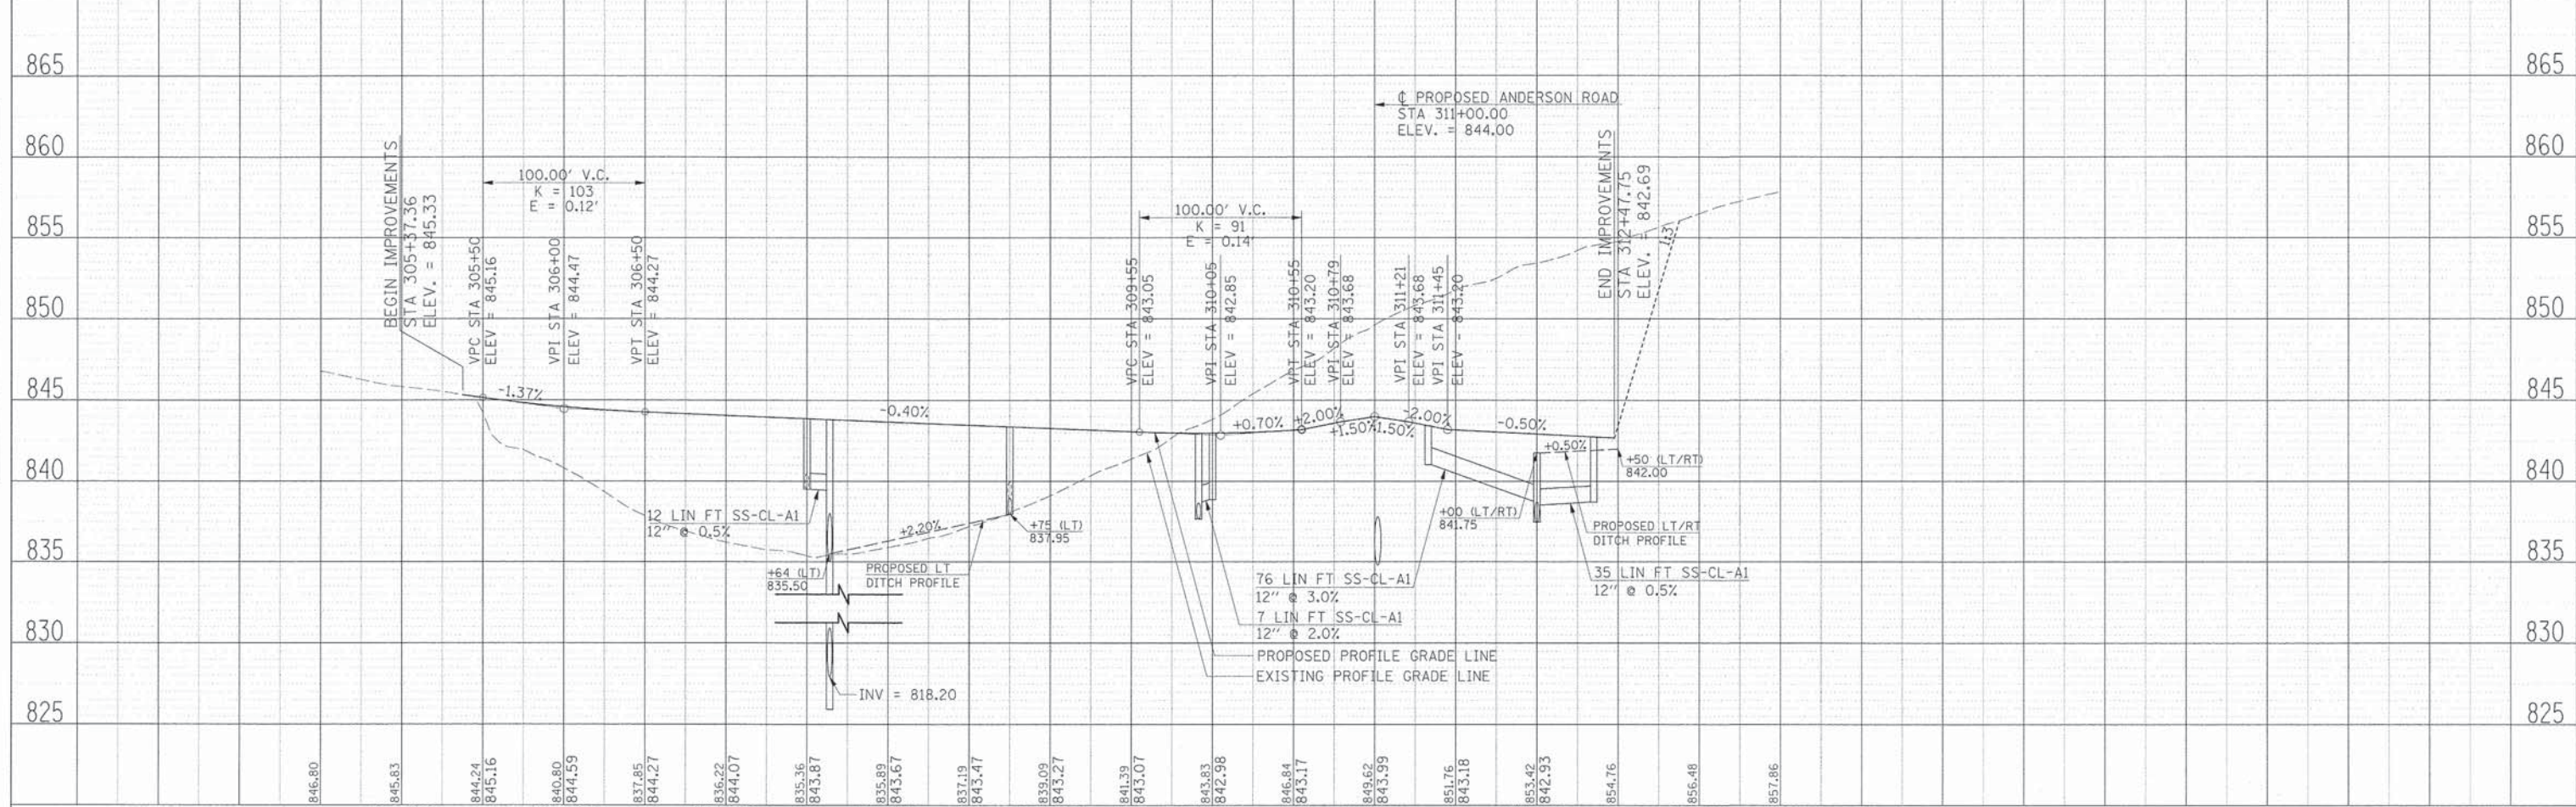 865
865
860
860
855
855
850
850
845
845
840
840
835
835
830
830
825
825
BEGIN IMPROVEMENTS
STA 305+37.36
ELEV. = 845.33
VPC STA 305+50
ELEV = 845.16
100.00' V.C.
K = 103
E = 0.12'
VPI STA 306+00
ELEV = 844.47
VPT STA 306+50
ELEV = 844.27
-1.37%
-0.40%
12 LIN FT SS-CL-A1
12" @ 0.5%
+64 (LT)
835.50
+2.20%
PROPOSED LT
DITCH PROFILE
+75 (LT)
837.95
INV = 818.20
100.00' V.C.
K = 91
E = 0.14'
VPC STA 309+55
ELEV = 843.05
VPI STA 310+05
ELEV = 842.85
VPT STA 310+55
ELEV = 843.20
VPI STA 310+79
ELEV = 843.68
℄ PROPOSED ANDERSON ROAD
STA 311+00.00
ELEV. = 844.00
VPI STA 311+21
ELEV = 843.68
VPI STA 311+45
ELEV = 843.20
END IMPROVEMENTS
STA 312+47.75
ELEV. = 842.69
1:3
+0.70%
+2.00%
+1.50%
-1.50%
-2.00%
-0.50%
+0.50%
+50 (LT/RT)
842.00
+00 (LT/RT)
841.75
PROPOSED LT/RT
DITCH PROFILE
35 LIN FT SS-CL-A1
12" @ 0.5%
76 LIN FT SS-CL-A1
12" @ 3.0%
7 LIN FT SS-CL-A1
12" @ 2.0%
PROPOSED PROFILE GRADE LINE
EXISTING PROFILE GRADE LINE
846.80
845.83
844.24
845.16
840.80
844.59
837.85
844.27
836.22
844.07
835.36
843.87
835.89
843.67
837.19
843.47
839.09
843.27
841.39
843.07
843.83
842.98
846.84
843.17
849.62
843.99
851.76
843.18
853.42
842.93
854.76
856.48
857.86